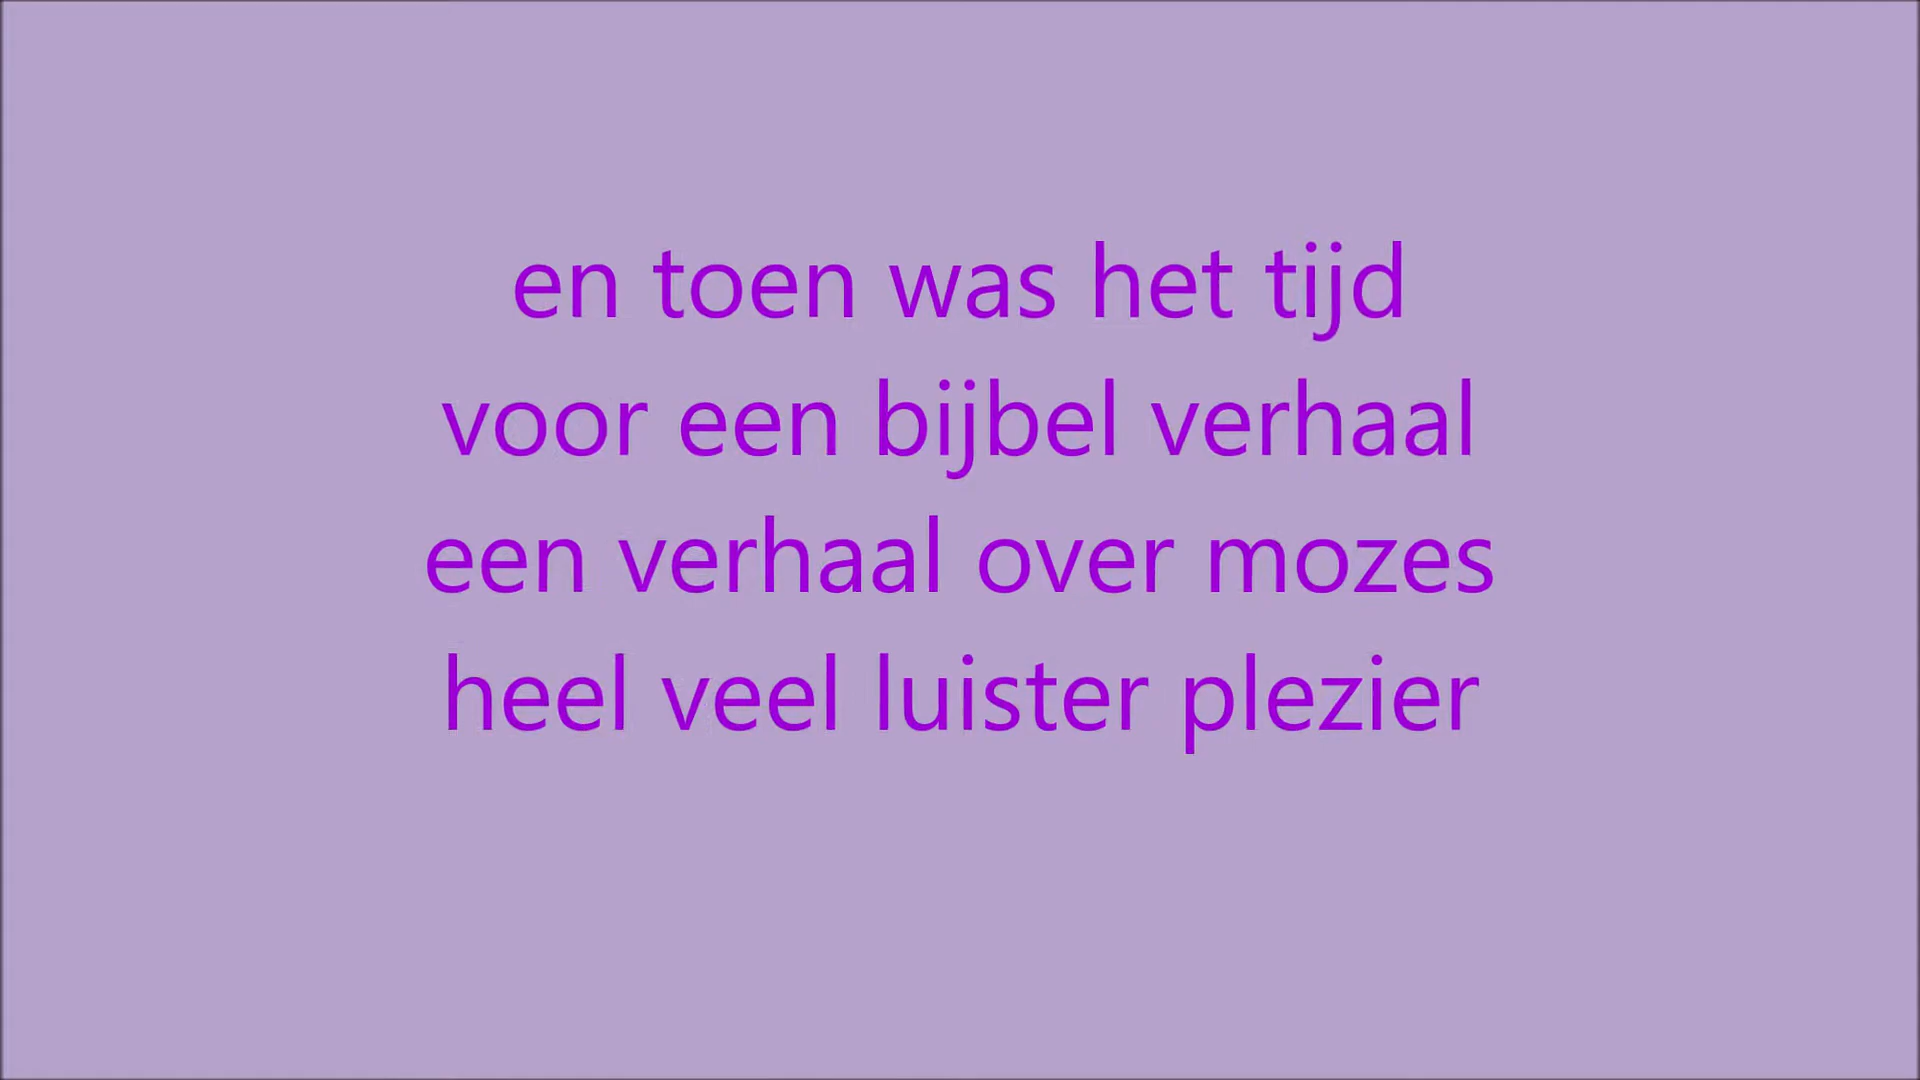 en toen was het tijd
voor een bijbel verhaal
een verhaal over mozes
heel veel luister plezier